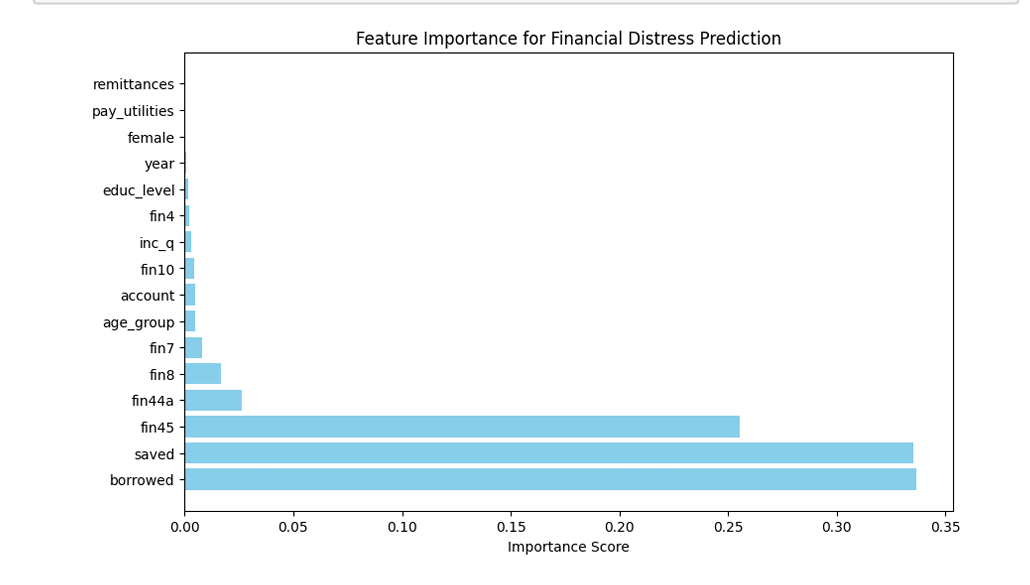 Feature Importance for Financial Distress Prediction
remittances
pay_utilities
female
year
educ_level
fin4
inc_q
fin10
account
age_group
fin7
fin8
fin44a
fin45
saved
borrowed
0.00 0.05 0.10 0.15 0.20 0.25 0.30 0.35
Importance Score